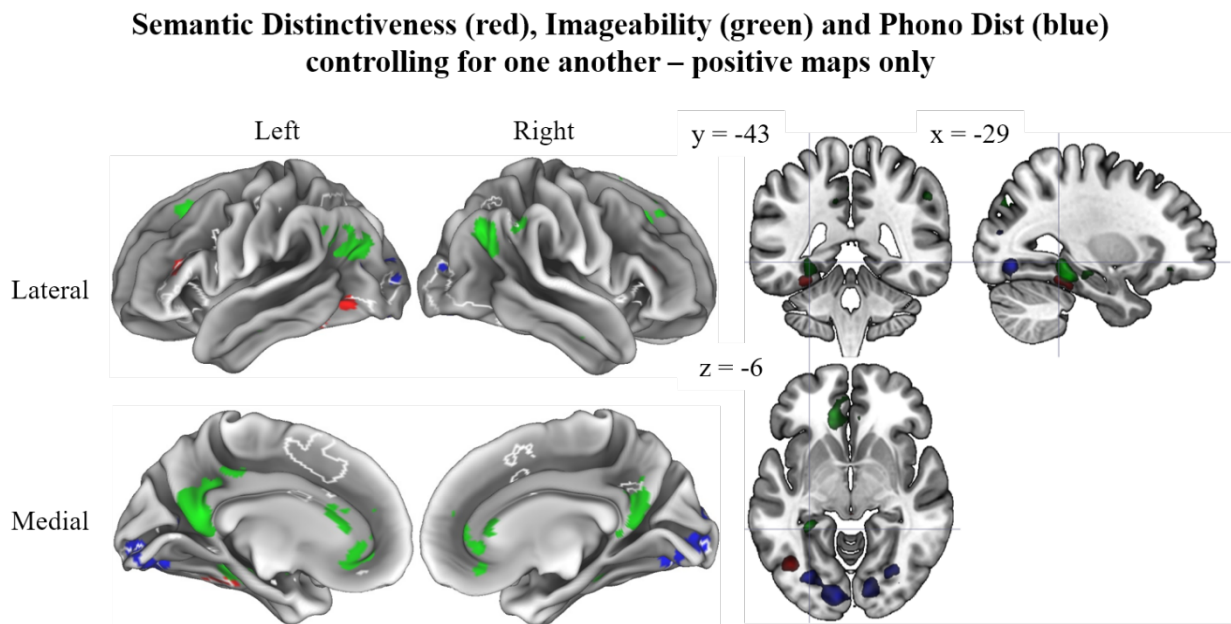 Semantic Distinctiveness (red), Imageability (green) and Phono Dist (blue)
controlling for one another – positive maps only
Left
Right
y = -43
x = -29
Lateral
z = -6
Medial